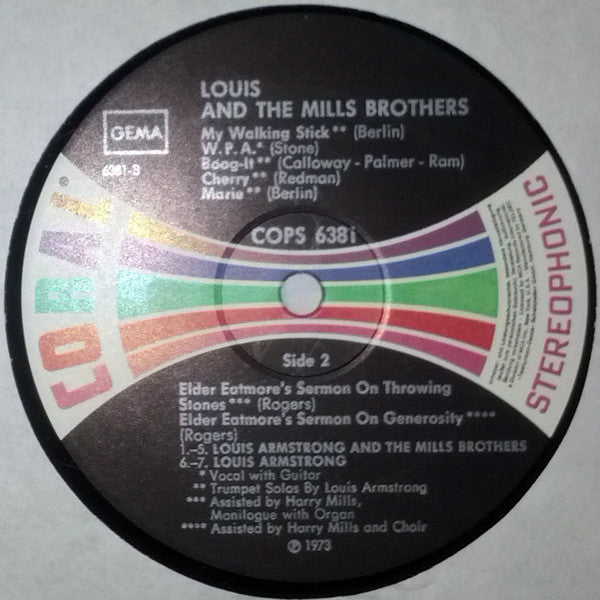 LOUIS
AND THE MILLS BROTHERS
GEMA
6381-B
My Walking Stick** (Berlin)
W.P.A.* (Stone)
Boog-It** (Calloway - Palmer - Ram)
Cherry** (Redman)
Marie** (Berlin)
CORAL
®
COPS 6381
STEREOPHONIC
Side 2
Elder Eatmore's Sermon On Throwing
Stones*** (Rogers)
Elder Eatmore's Sermon On Generosity****
(Rogers)
1.–5. LOUIS ARMSTRONG AND THE MILLS BROTHERS
6.–7. LOUIS ARMSTRONG
* Vocal with Guitar
** Trumpet Solos By Louis Armstrong
*** Assisted by Harry Mills,
Monologue with Organ
**** Assisted by Harry Mills and Choir
℗ 1973